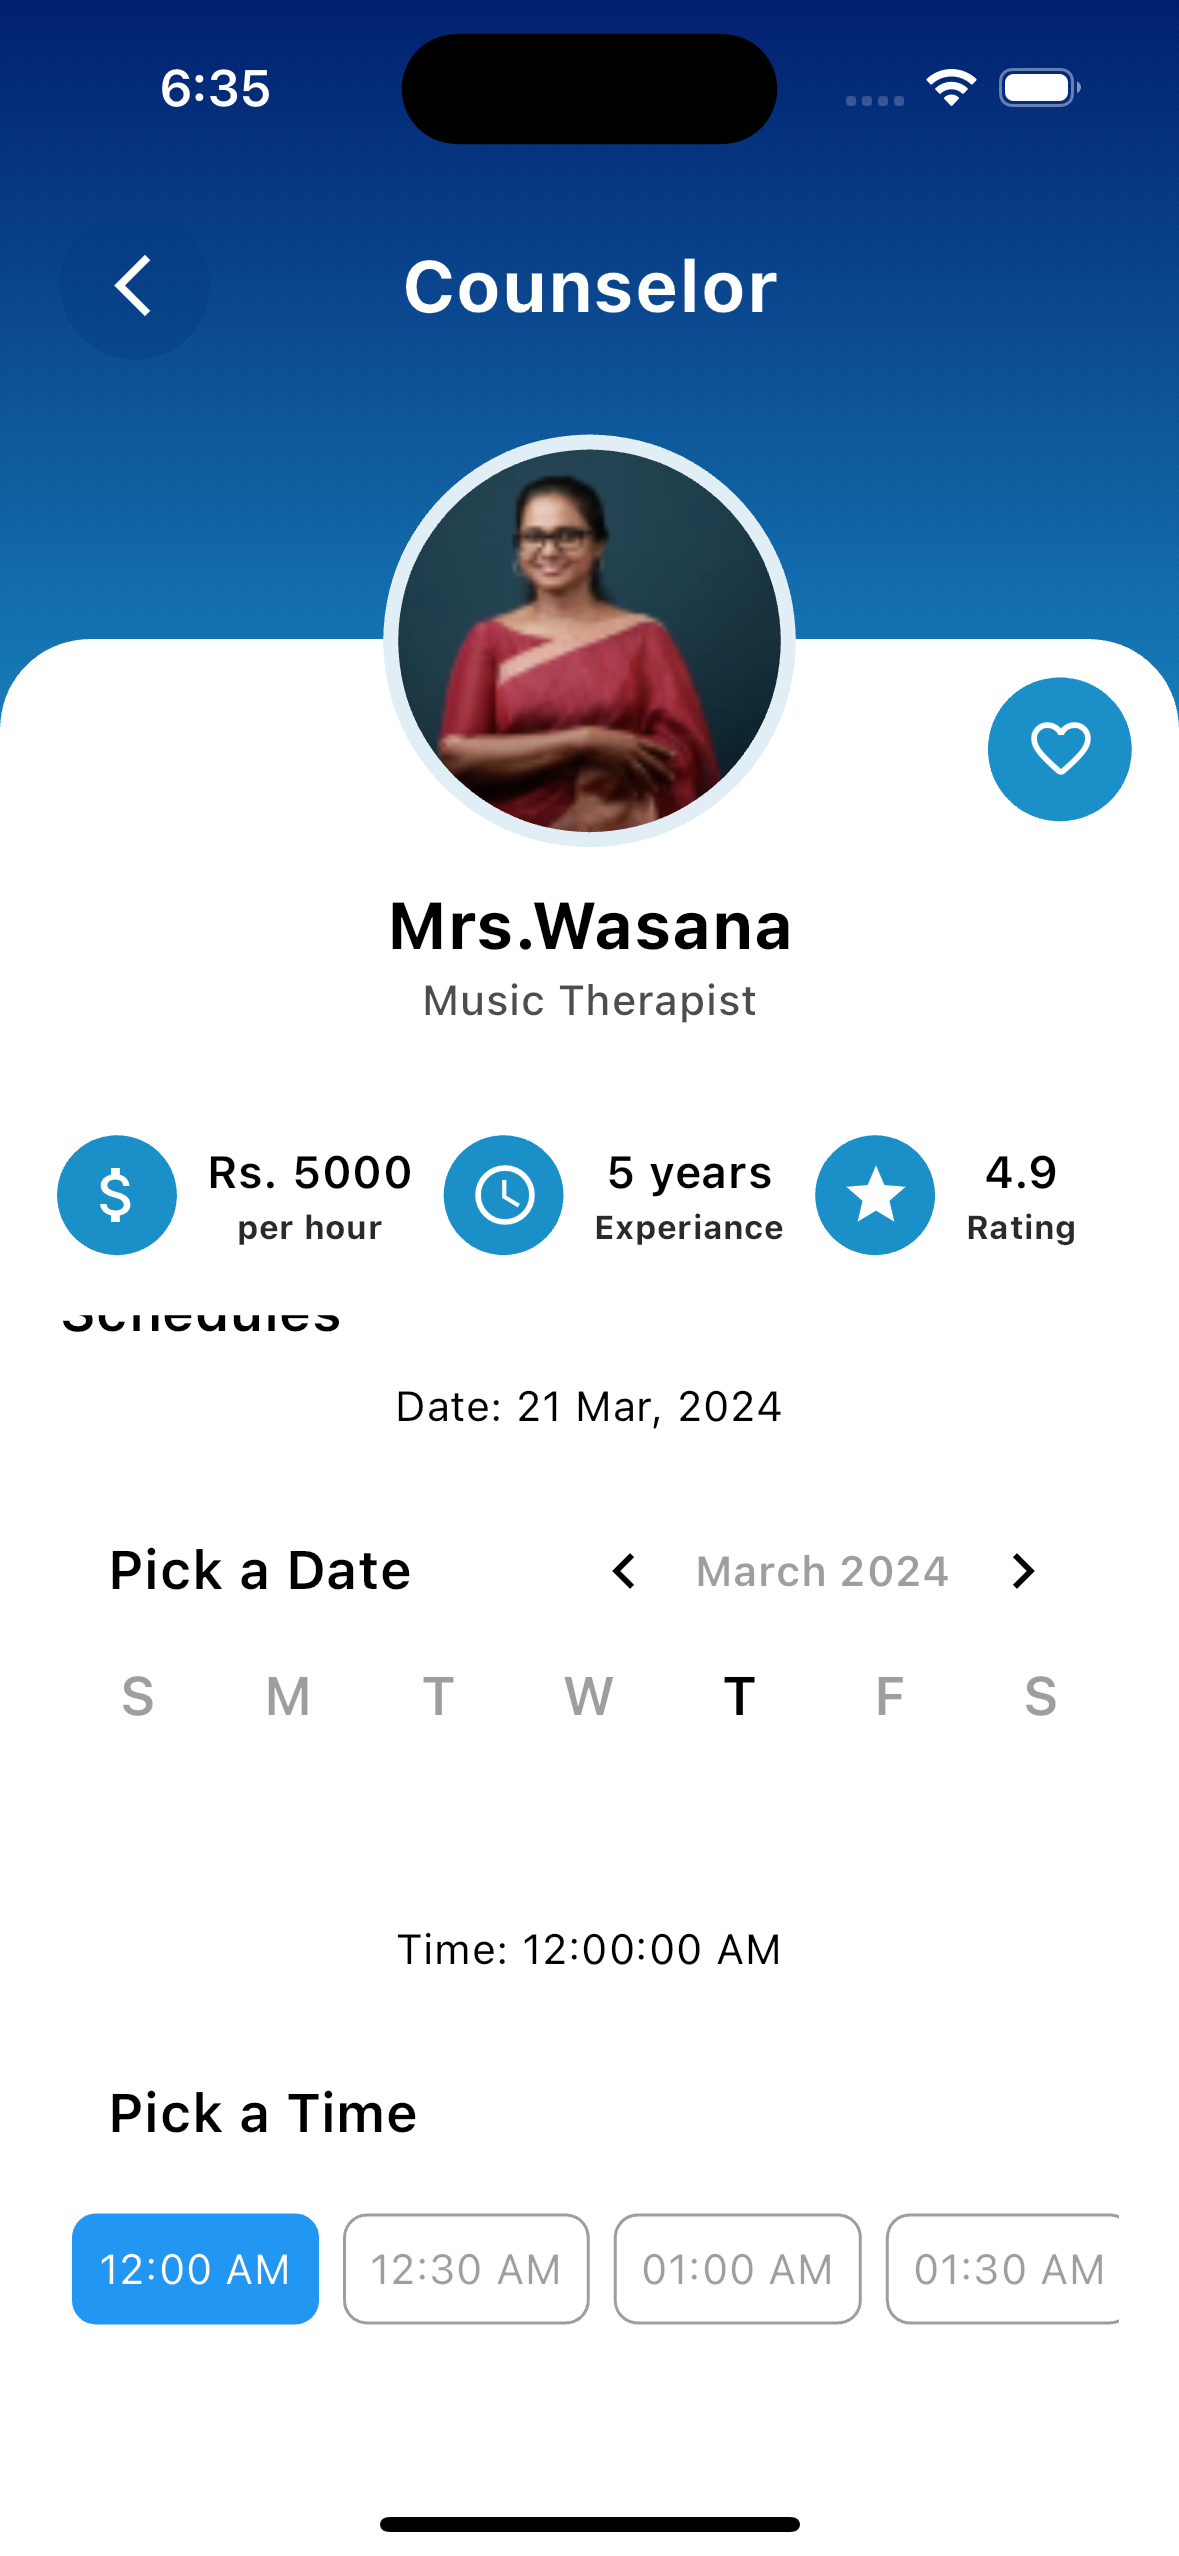 6:35
Counselor
Mrs.Wasana
Music Therapist
Rs. 5000
per hour
5 years
Experiance
4.9
Rating
Schedules
Date: 21 Mar, 2024
Pick a Date
March 2024
S M T W T F S
Time: 12:00:00 AM
Pick a Time
12:00 AM 12:30 AM 01:00 AM 01:30 AM